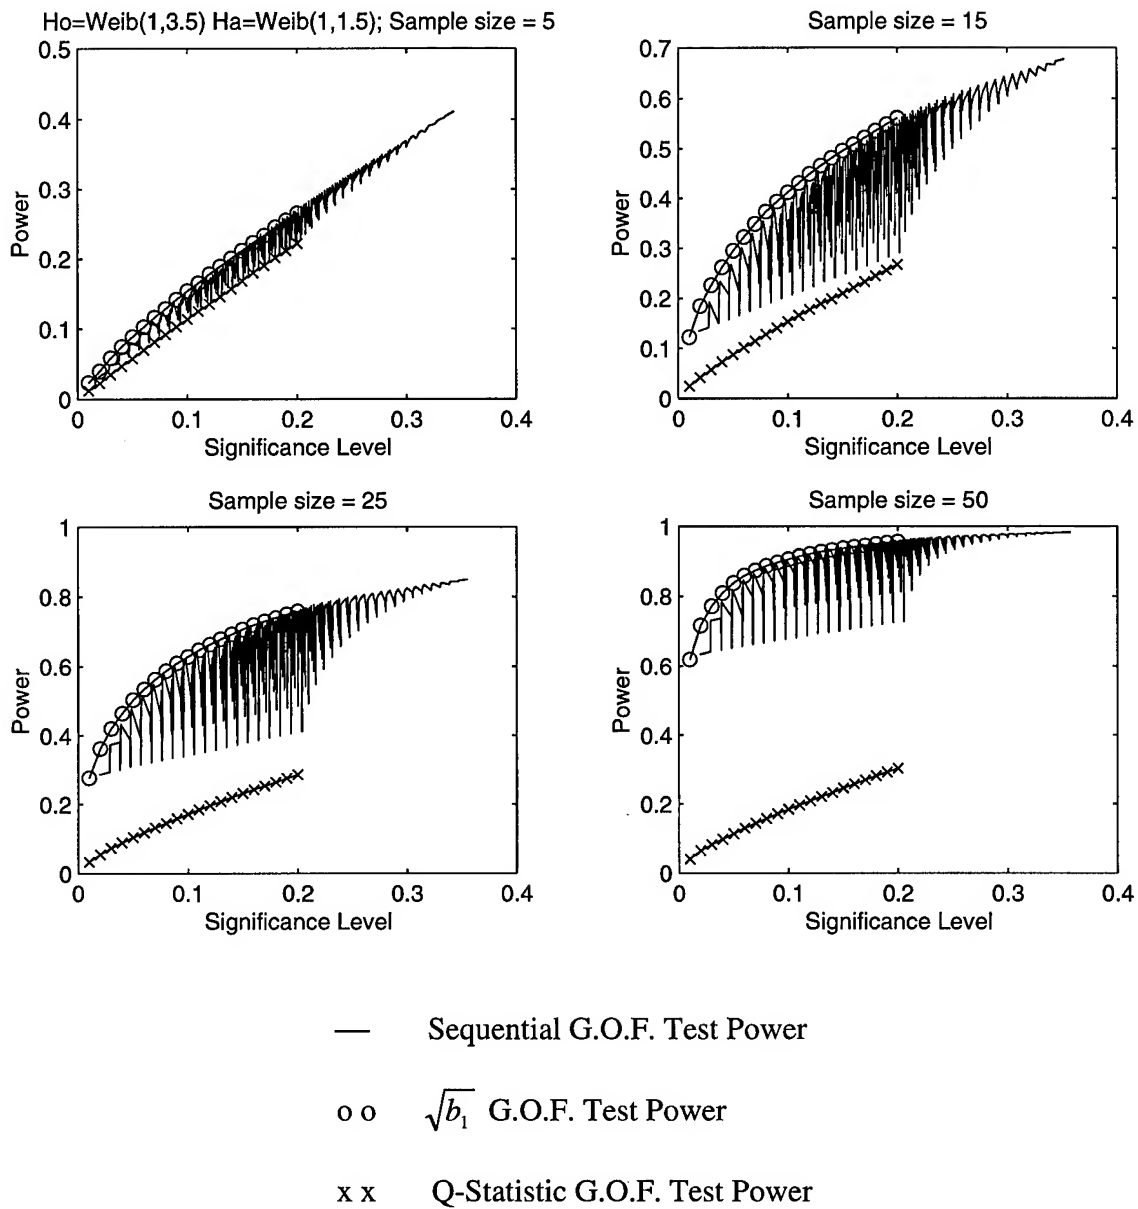 Ho=Weib(1,3.5) Ha=Weib(1,1.5); Sample size = 5
0.5
0.4
0.3
0.2
0.1
0
Power
0 0.1 0.2 0.3 0.4
Significance Level
Sample size = 15
0.7
0.6
0.5
0.4
0.3
0.2
0.1
0
Power
0 0.1 0.2 0.3 0.4
Significance Level
Sample size = 25
1
0.8
0.6
0.4
0.2
0
Power
0 0.1 0.2 0.3 0.4
Significance Level
Sample size = 50
1
0.8
0.6
0.4
0.2
0
Power
0 0.1 0.2 0.3 0.4
Significance Level
— Sequential G.O.F. Test Power
o o √b₁ G.O.F. Test Power
x x Q-Statistic G.O.F. Test Power